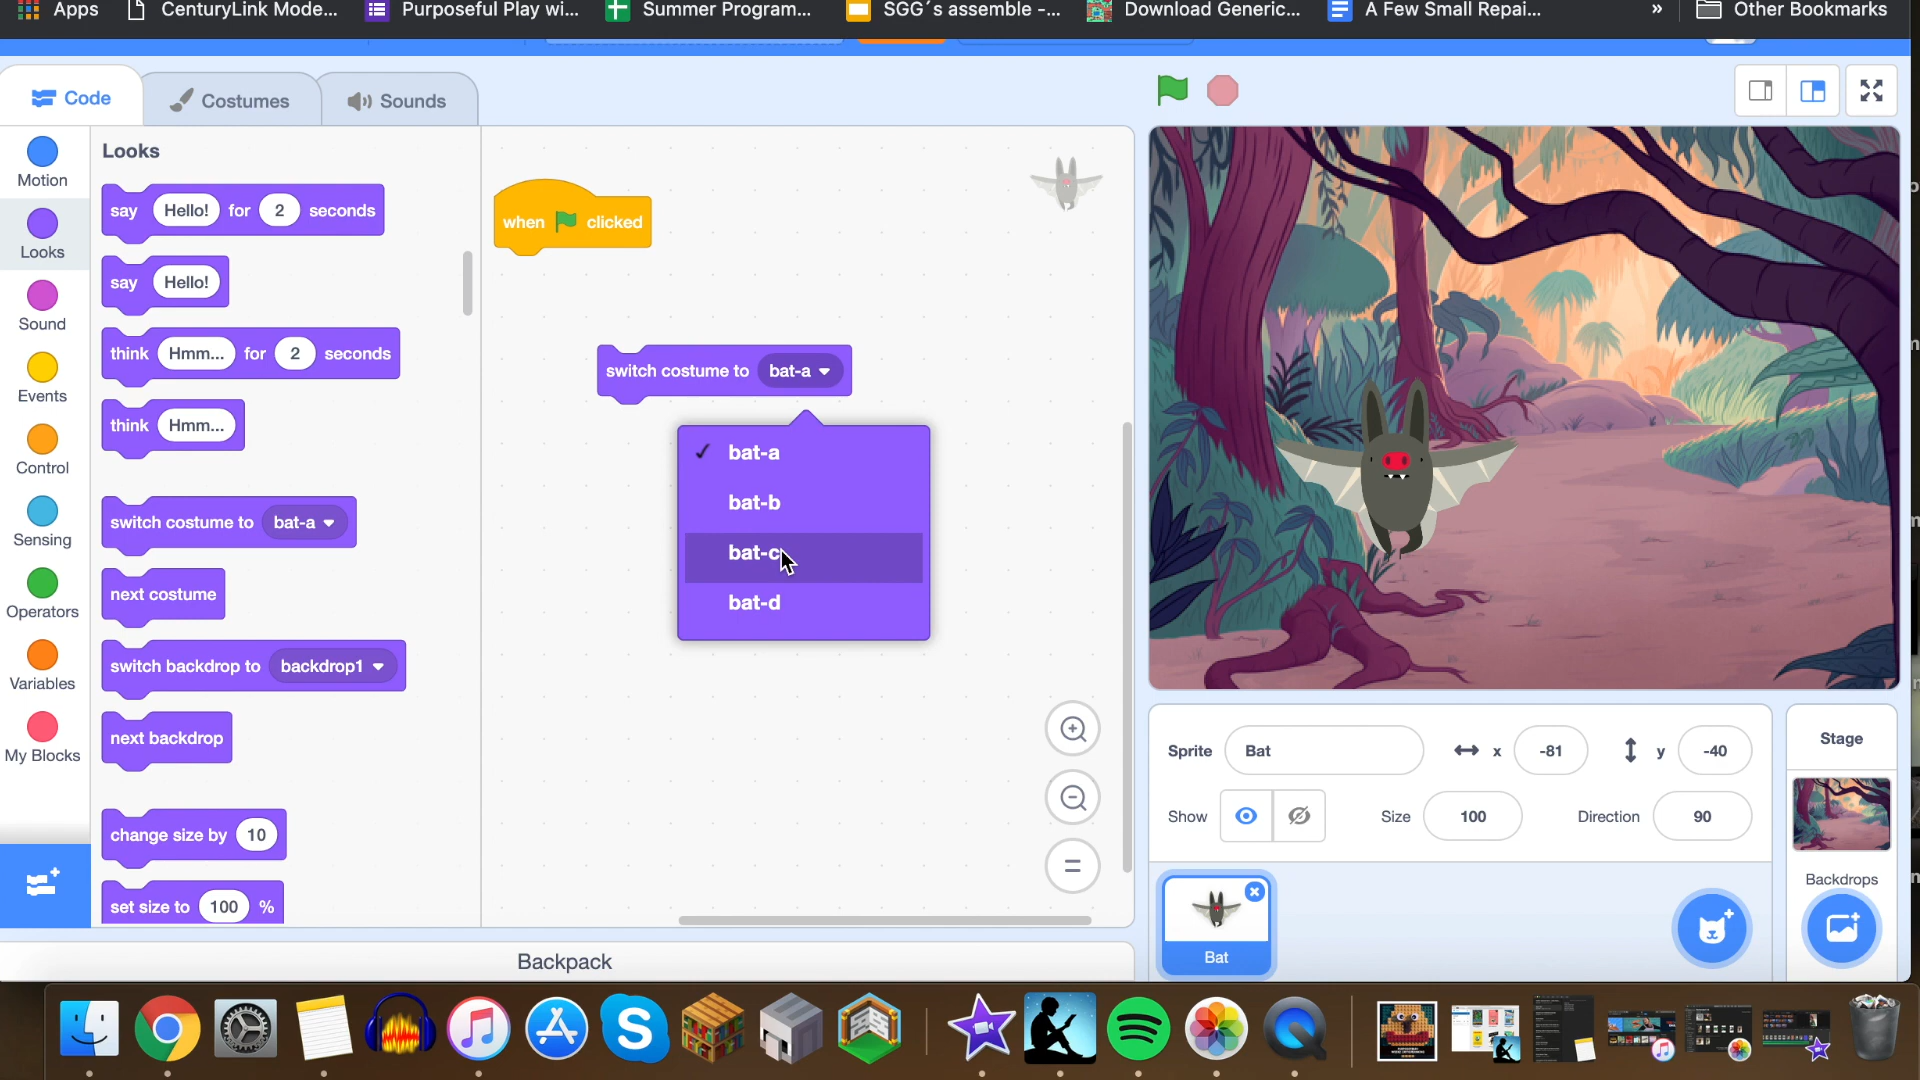 Apps CenturyLink Mode... Purposeful Play wi... Summer Program... SGG´s assemble -... Download Generic... A Few Small Repai... » Other Bookmarks
Code Costumes Sounds
Motion
Looks
Sound
Events
Control
Sensing
Operators
Variables
My Blocks
Looks
say Hello! for 2 seconds
say Hello!
think Hmm... for 2 seconds
think Hmm...
switch costume to bat-a
next costume
switch backdrop to backdrop1
next backdrop
change size by 10
set size to 100 %
when clicked
switch costume to bat-a
✓ bat-a
bat-b
bat-c
bat-d
Backpack
Sprite Bat x -81 y -40
Show Size 100 Direction 90
Bat
Stage
Backdrops